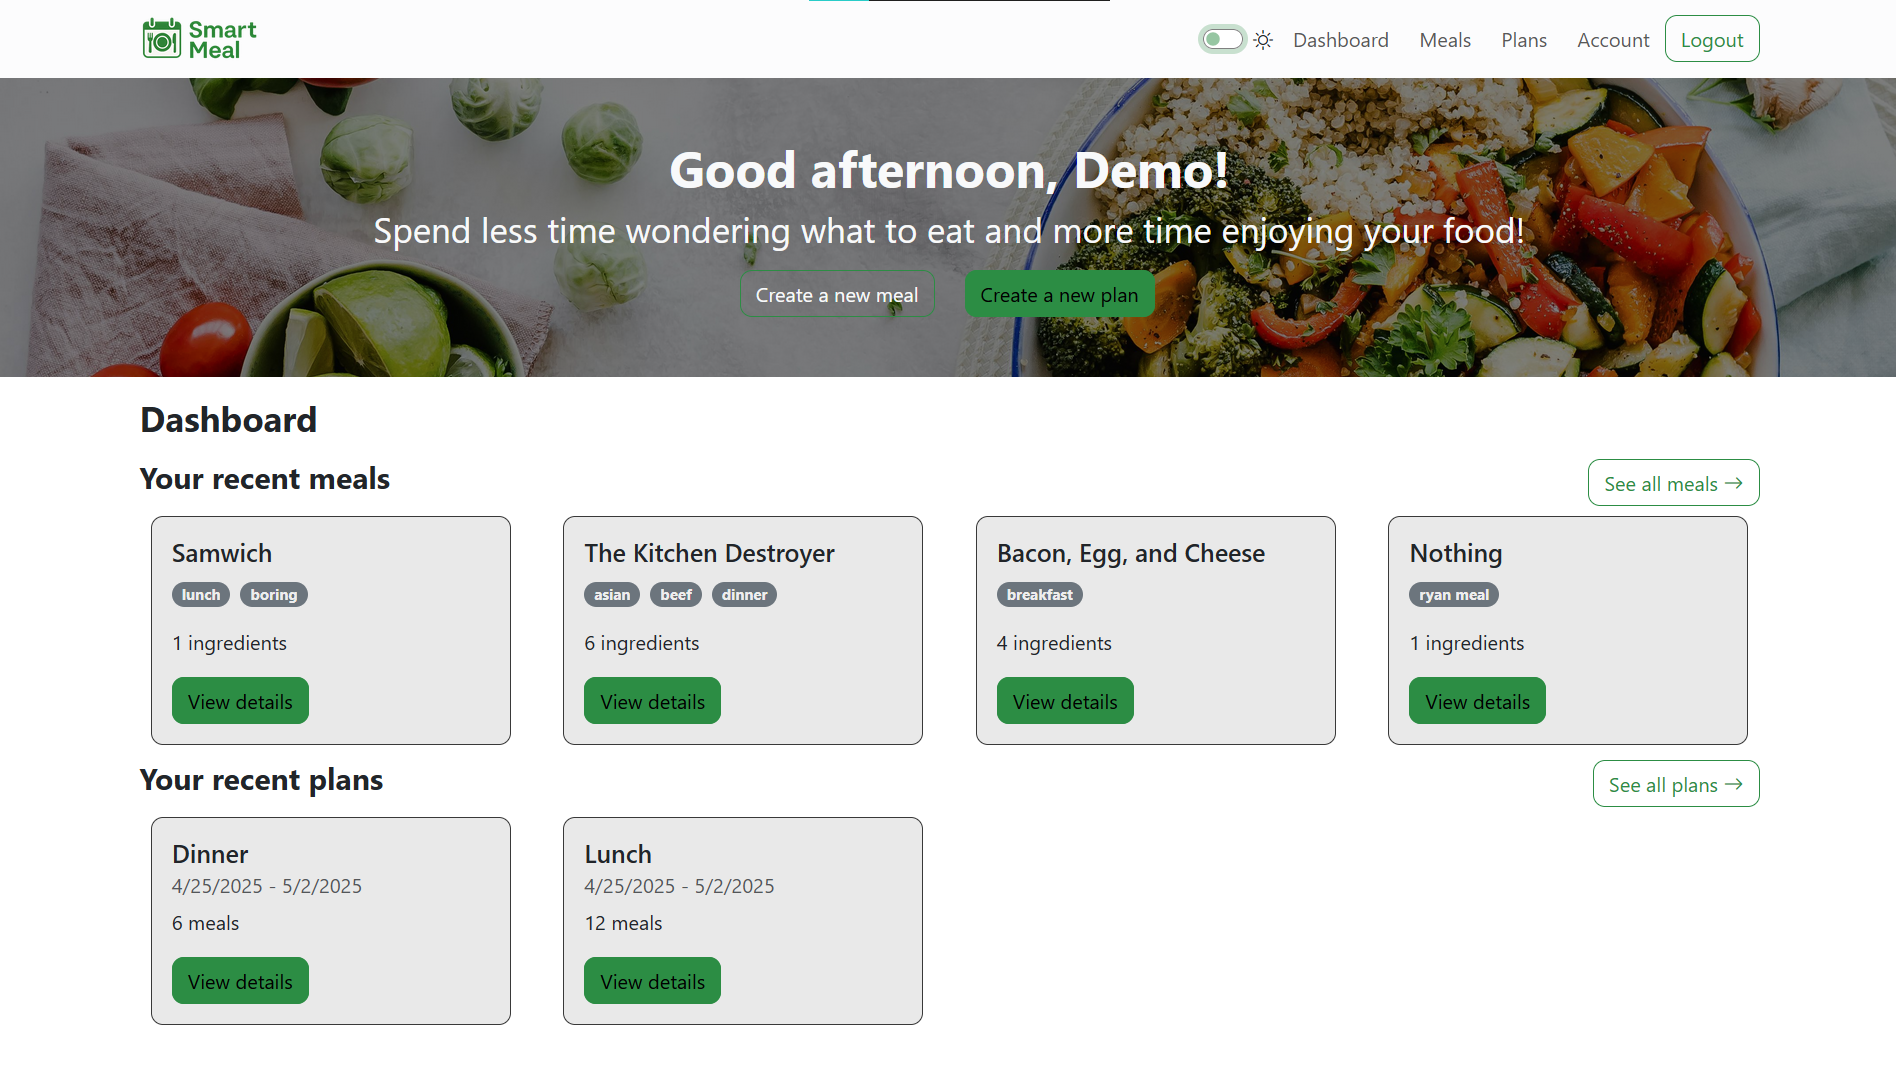 Smart
Meal
Dashboard
Meals
Plans
Account
Logout
Good afternoon, Demo!
Spend less time wondering what to eat and more time enjoying your food!
Create a new meal
Create a new plan
Dashboard
Your recent meals
See all meals →
Samwich
lunch boring
1 ingredients
View details
The Kitchen Destroyer
asian beef dinner
6 ingredients
View details
Bacon, Egg, and Cheese
breakfast
4 ingredients
View details
Nothing
ryan meal
1 ingredients
View details
Your recent plans
See all plans →
Dinner
4/25/2025 - 5/2/2025
6 meals
View details
Lunch
4/25/2025 - 5/2/2025
12 meals
View details